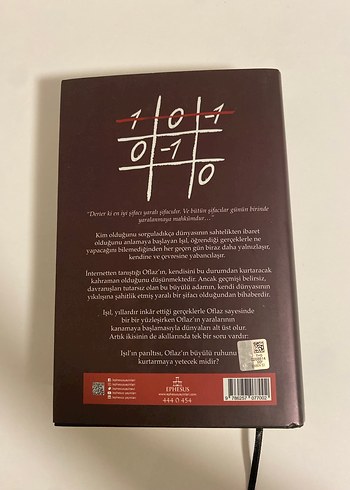 -1 0 -1
0 -1
0
"Derler ki en iyi şifacı yaralı şifacıdır. Ve bütün şifacılar günün birinde
yaralanmaya mahkûmdur..."
Kim olduğunu sorguladıkça dünyasının sahtelikten ibaret
olduğunu anlamaya başlayan Işıl, öğrendiği gerçeklerle ne
yapacağını bilemediğinden her geçen gün biraz daha yalnızlaşır,
kendine ve çevresine yabancılaşır.
İnternetten tanıştığı Oflaz'ın, kendisini bu durumdan kurtaracak
kahraman olduğunu düşünmektedir. Ancak geçmişi belirsiz,
davranışları tutarsız olan bu büyülü adamın, kendi dünyasının
yıkılışına şahitlik etmiş yaralı bir şifacı olduğundan bihaberdir.
Işıl, yıllardır inkâr ettiği gerçeklerle Oflaz sayesinde
bir bir yüzleşirken Oflaz'ın yaralarının
kanamaya başlamasıyla dünyaları alt üst olur.
Artık ikisinin de akıllarında tek bir soru vardır:
Işıl'ın parıltısı, Oflaz'ın büyülü ruhunu
kurtarmaya yetecek midir?
EPHESUS
www.ephesusyayinlari.com
444 0 454